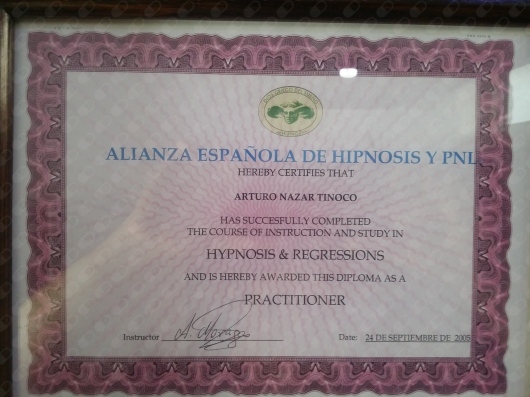 ALIANZA ESPAÑOLA DE HIPNOSIS Y PNL
HEREBY CERTIFIES THAT
ARTURO NAZAR TINOCO
HAS SUCCESFULLY COMPLETED
THE COURSE OF INSTRUCTION AND STUDY IN
HYPNOSIS & REGRESSIONS
AND IS HEREBY AWARDED THIS DIPLOMA AS A
PRACTITIONER
Instructor Date: 24 DE SEPTIEMBRE DE 2005